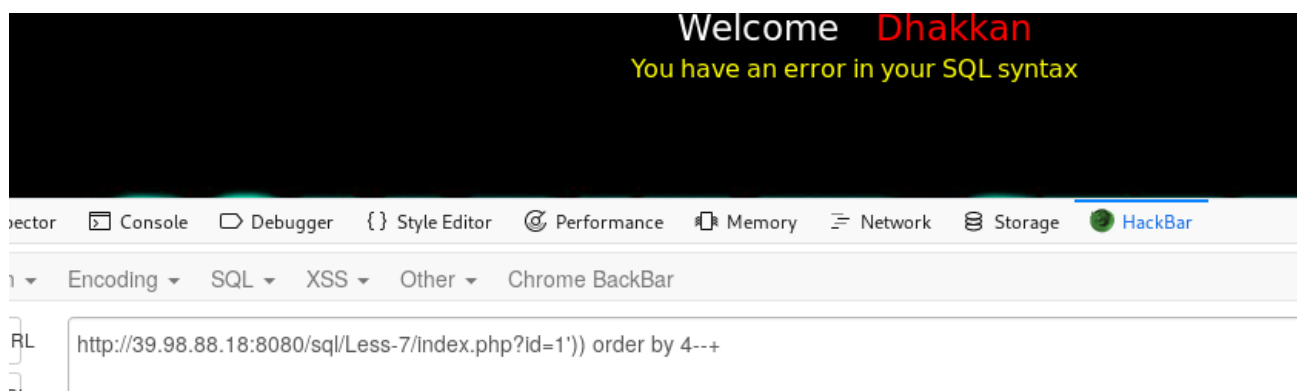 Welcome Dhakkan
You have an error in your SQL syntax
Console Debugger {} Style Editor Performance Memory Network Storage HackBar
Encoding SQL XSS Other Chrome BackBar
RL http://39.98.88.18:8080/sql/Less-7/index.php?id=1')) order by 4--+